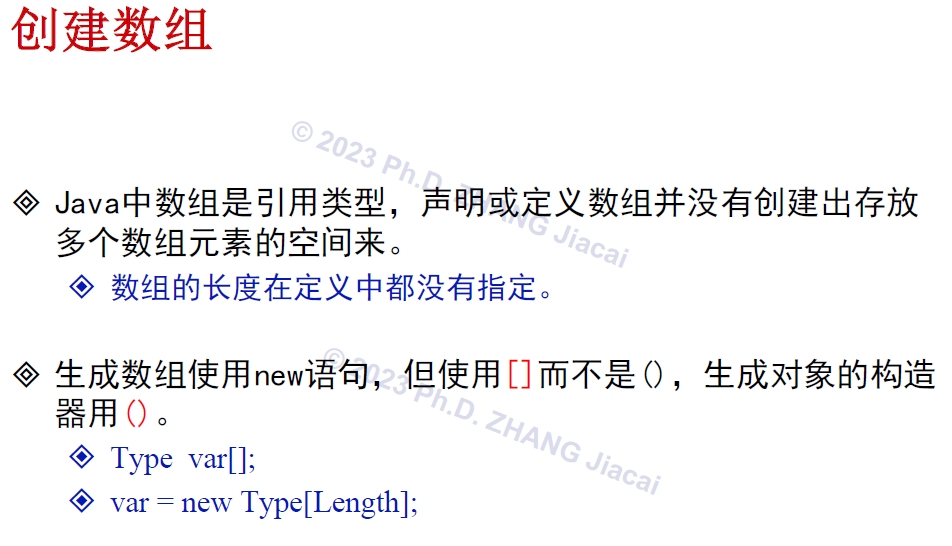 创建数组
© 2023 Ph.D. ZHANG Jiacai
Java中数组是引用类型，声明或定义数组并没有创建出存放
多个数组元素的空间来。
数组的长度在定义中都没有指定。
© 2023 Ph.D. ZHANG Jiacai
生成数组使用new语句，但使用[]而不是()，生成对象的构造
器用()。
Type var[];
var = new Type[Length];